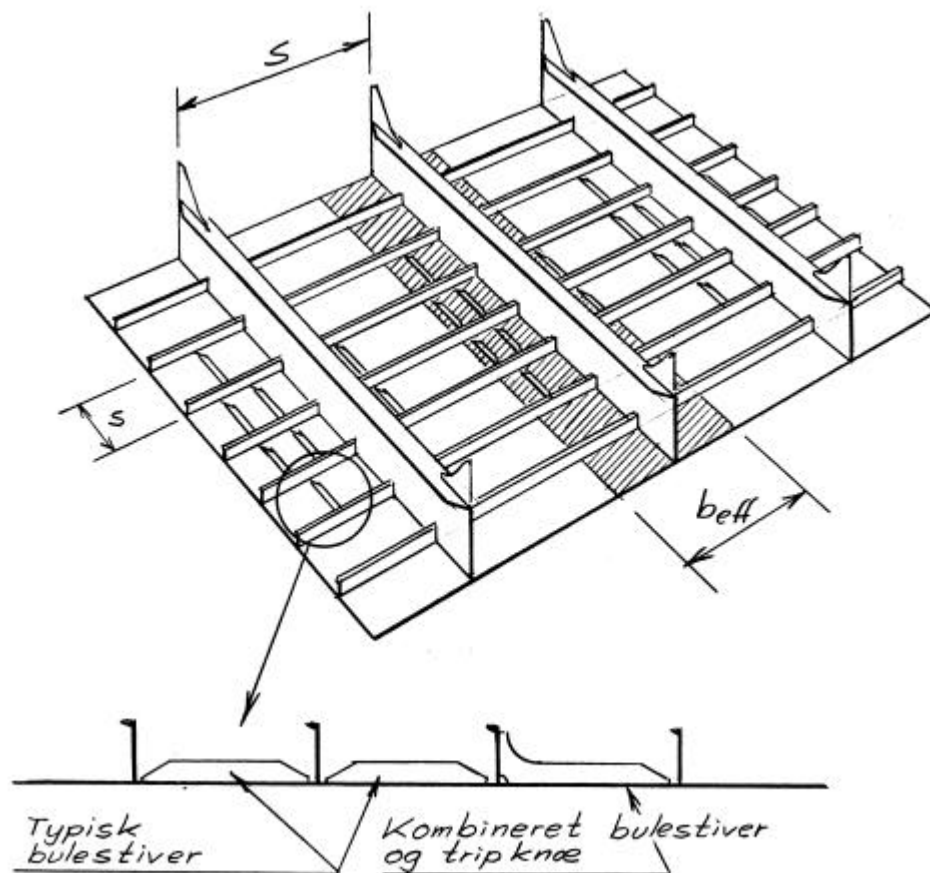 S
s
beff
Typisk
bulestiver
Kombineret bulestiver
og tripknæ